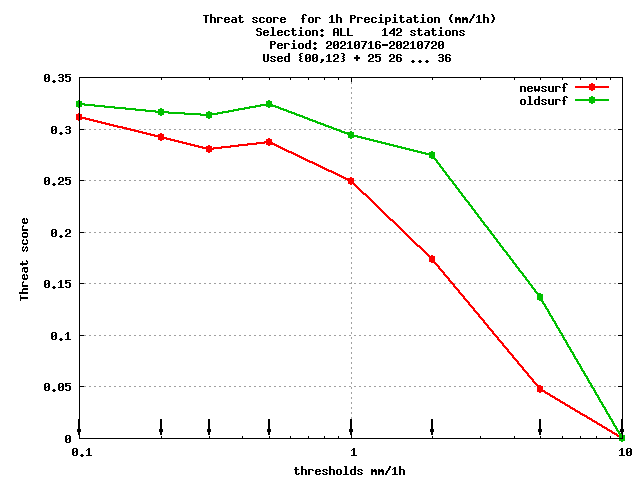 Threat score  for 1h Precipitation (mm/1h)
Selection: ALL    142 stations
Period: 20210716-20210720
Used {00,12} + 25 26 ... 36
newsurf
oldsurf
0.35
0.3
0.25
0.2
0.15
0.1
0.05
0
Threat score
0.1 1 10
thresholds mm/1h